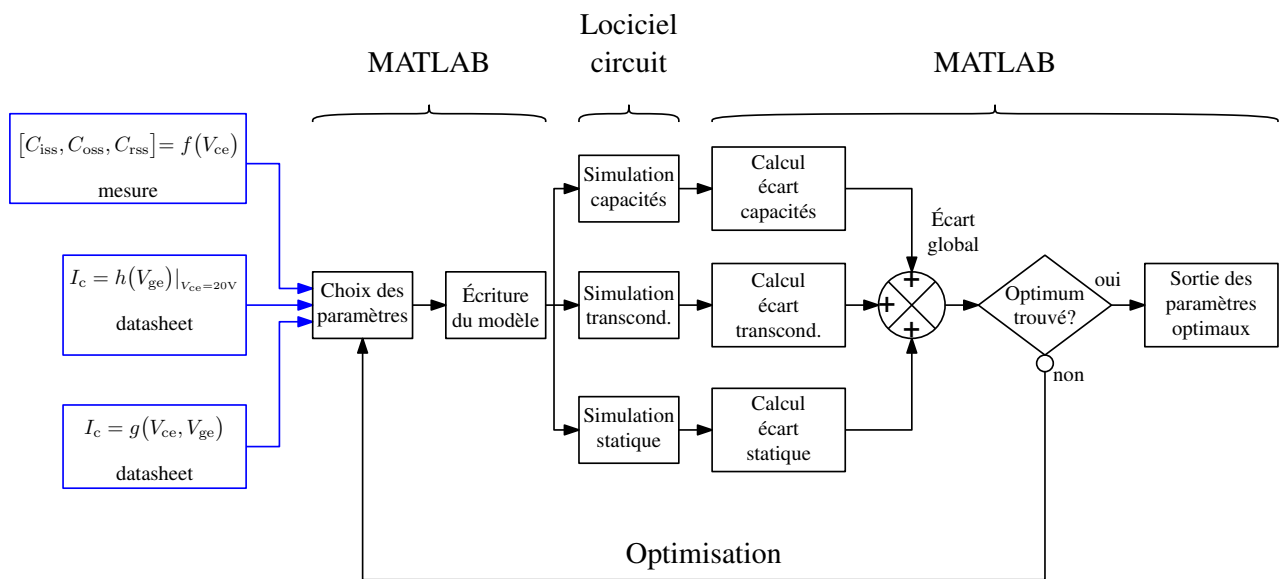 MATLAB
Lociciel
circuit
MATLAB
[C_iss, C_oss, C_rss] = f(V_ce)
mesure
I_c = h(V_ge)|_{V_ce=20V}
datasheet
I_c = g(V_ce, V_ge)
datasheet
Choix des
paramètres
Écriture
du modèle
Simulation
capacités
Simulation
transcond.
Simulation
statique
Calcul
écart
capacités
Calcul
écart
transcond.
Calcul
écart
statique
Écart
global
+
+
+
Optimum
trouvé?
oui
non
Sortie des
paramètres
optimaux
Optimisation